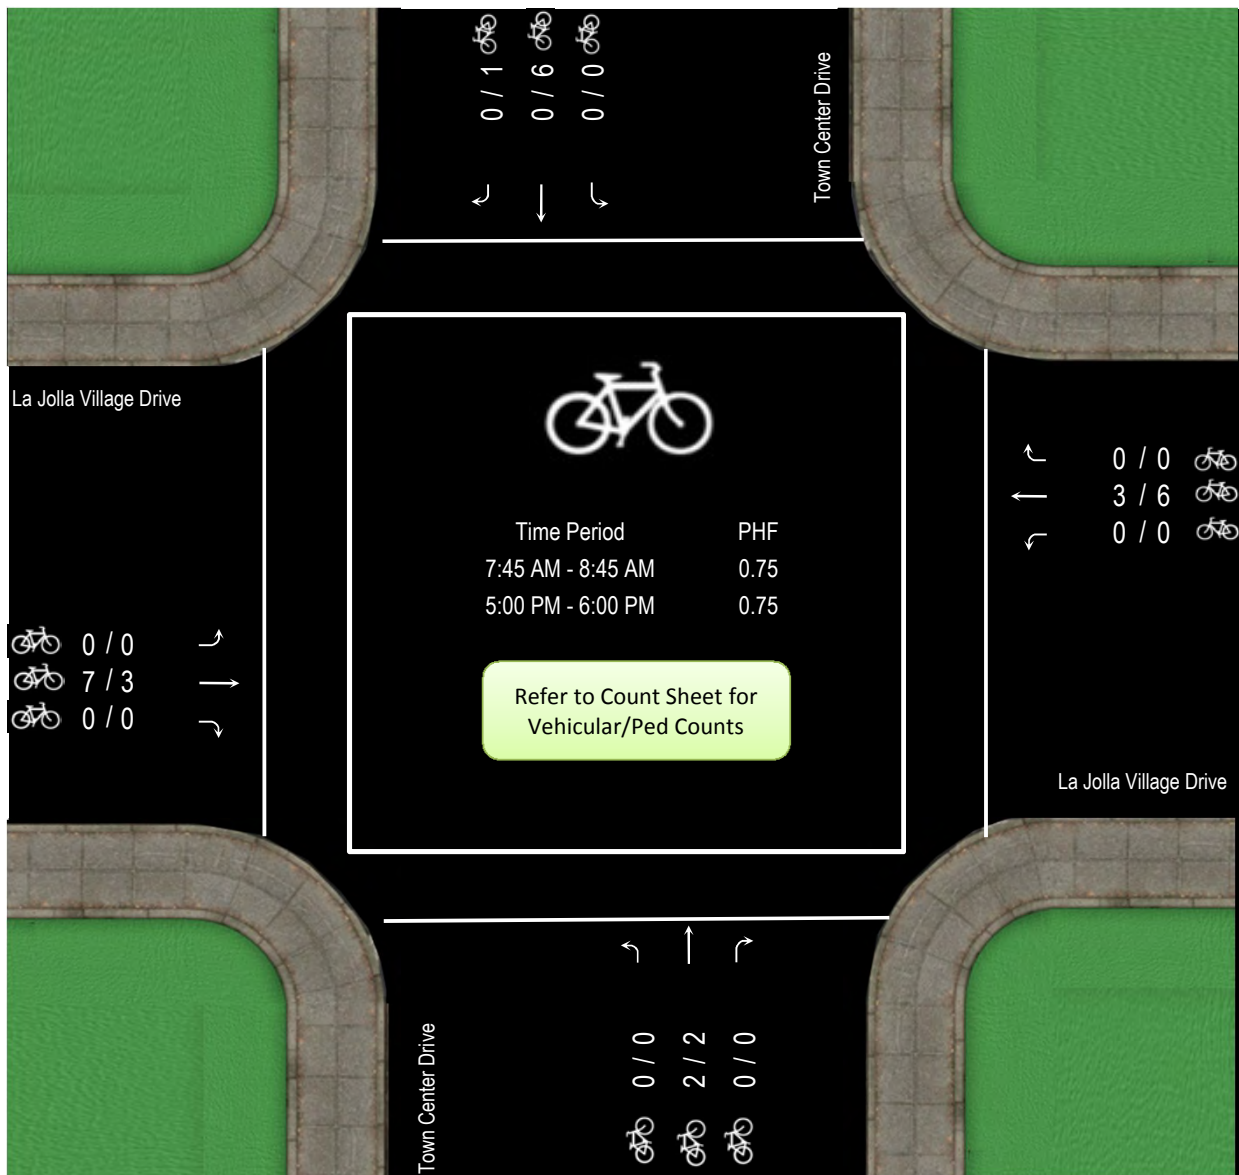 0 / 1
0 / 6
0 / 0
Town Center Drive
La Jolla Village Drive
0 / 0
3 / 6
0 / 0
Time Period PHF
7:45 AM - 8:45 AM 0.75
5:00 PM - 6:00 PM 0.75
0 / 0
7 / 3
0 / 0
Refer to Count Sheet for
Vehicular/Ped Counts
La Jolla Village Drive
Town Center Drive
0 / 0
2 / 2
0 / 0